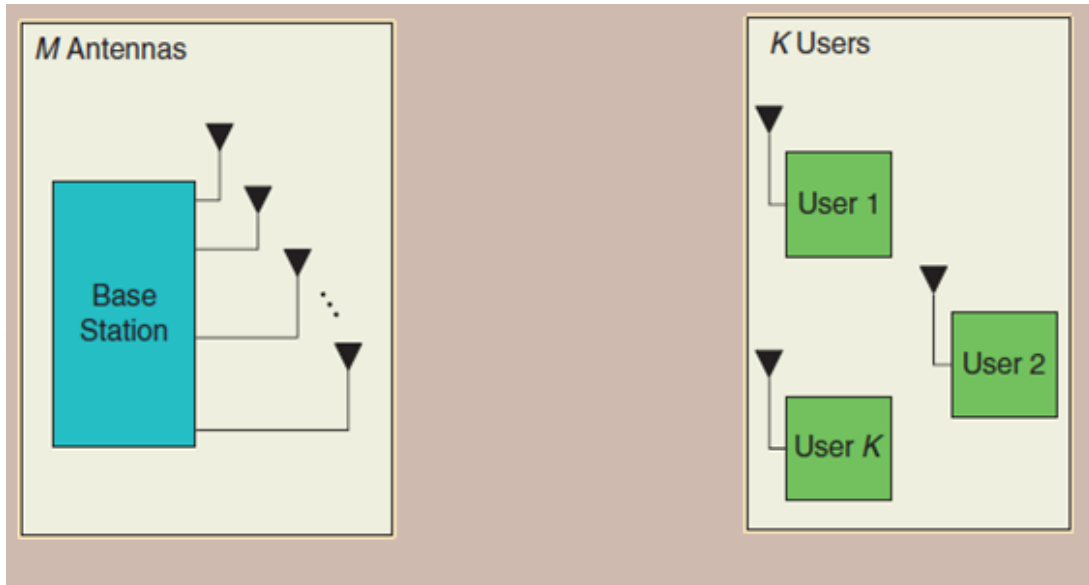 M Antennas
Base
Station
K Users
User 1
User 2
User K